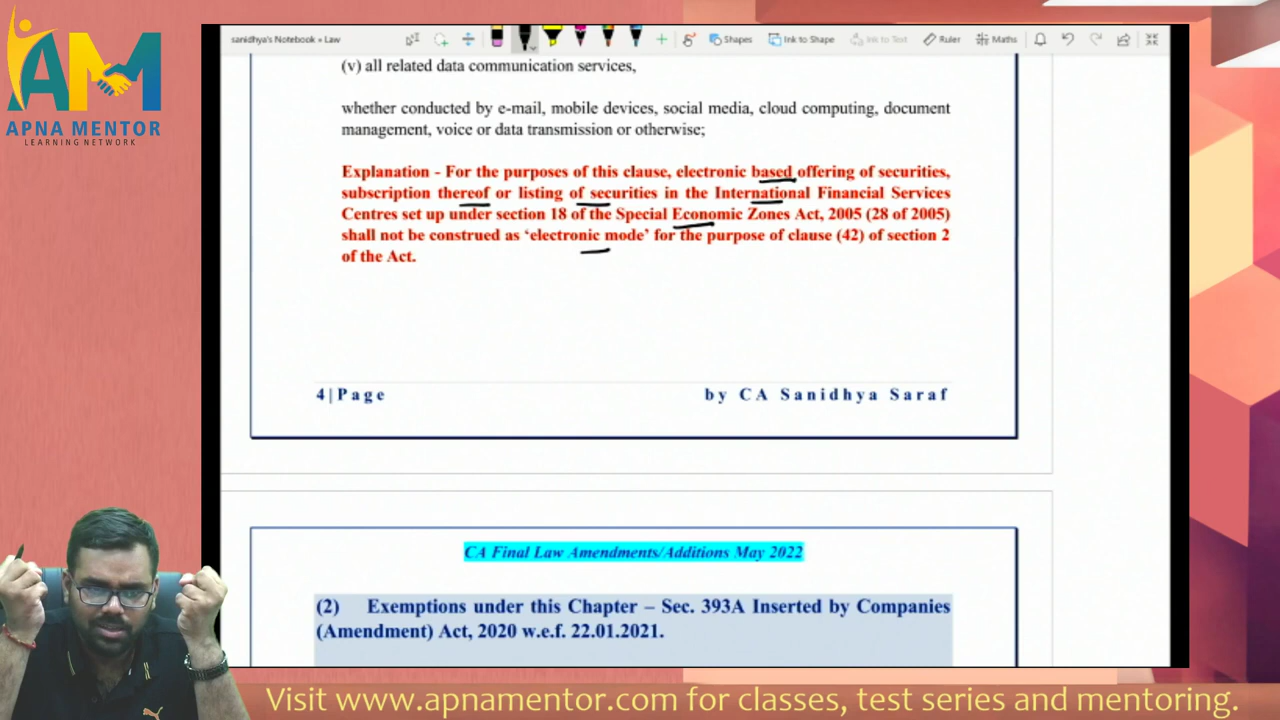 AM
APNA MENTOR
LEARNING NETWORK
sanidhya's Notebook » Law
Shapes
Ink to Shape
Ink to Text
Ruler
Maths
(v) all related data communication services,
whether conducted by e-mail, mobile devices, social media, cloud computing, document
management, voice or data transmission or otherwise;
Explanation - For the purposes of this clause, electronic based offering of securities,
subscription thereof or listing of securities in the International Financial Services
Centres set up under section 18 of the Special Economic Zones Act, 2005 (28 of 2005)
shall not be construed as ‘electronic mode’ for the purpose of clause (42) of section 2
of the Act.
4|Page by CA Sanidhya Saraf
CA Final Law Amendments/Additions May 2022
(2) Exemptions under this Chapter – Sec. 393A Inserted by Companies
(Amendment) Act, 2020 w.e.f. 22.01.2021.
Visit www.apnamentor.com for classes, test series and mentoring.